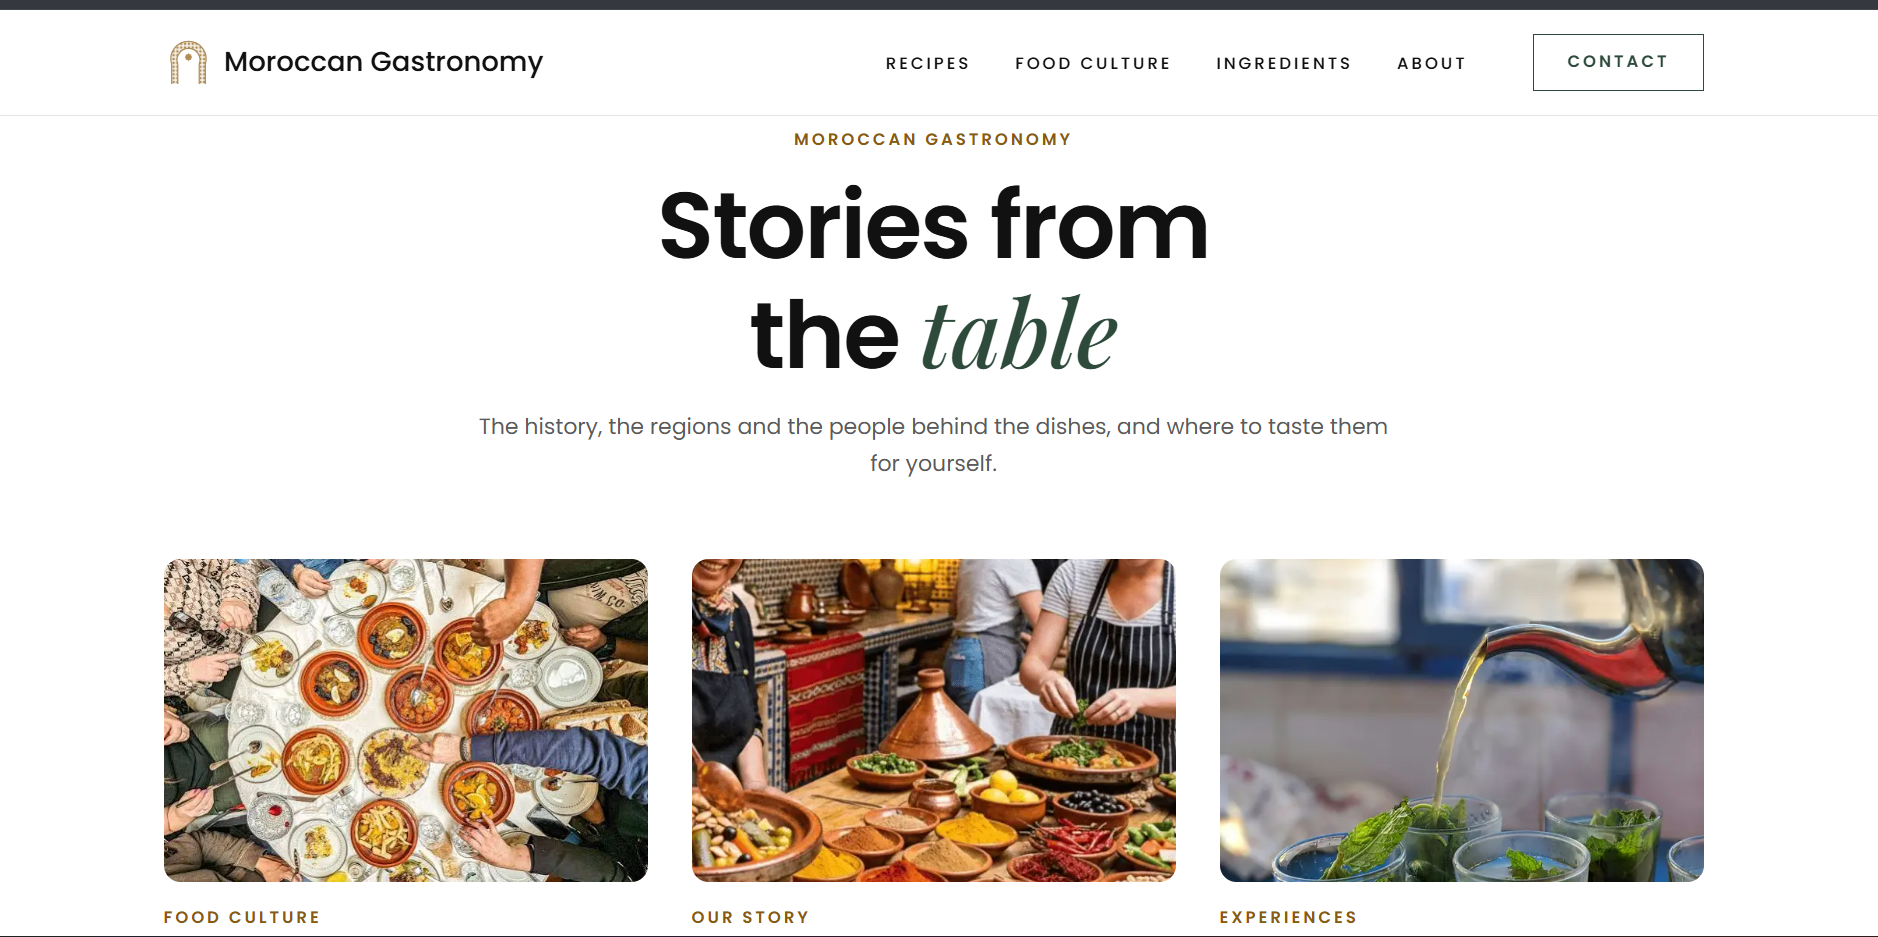 Moroccan Gastronomy
RECIPES
FOOD CULTURE
INGREDIENTS
ABOUT
CONTACT
MOROCCAN GASTRONOMY
Stories from
the table
The history, the regions and the people behind the dishes, and where to taste them
for yourself.
FOOD CULTURE
OUR STORY
EXPERIENCES